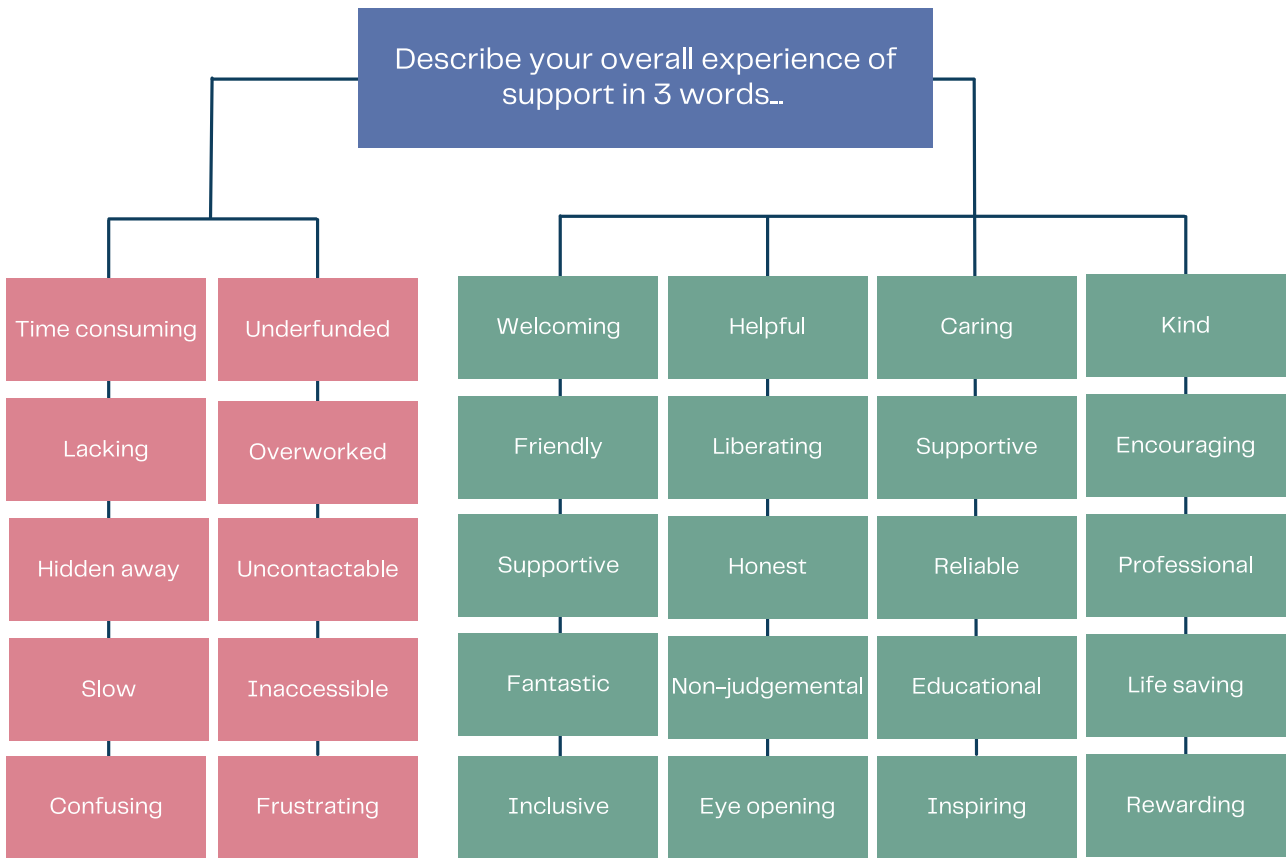 Describe your overall experience of
support in 3 words...
Time consuming
Underfunded
Welcoming
Helpful
Caring
Kind
Lacking
Overworked
Friendly
Liberating
Supportive
Encouraging
Hidden away
Uncontactable
Supportive
Honest
Reliable
Professional
Slow
Inaccessible
Fantastic
Non-judgemental
Educational
Life saving
Confusing
Frustrating
Inclusive
Eye opening
Inspiring
Rewarding